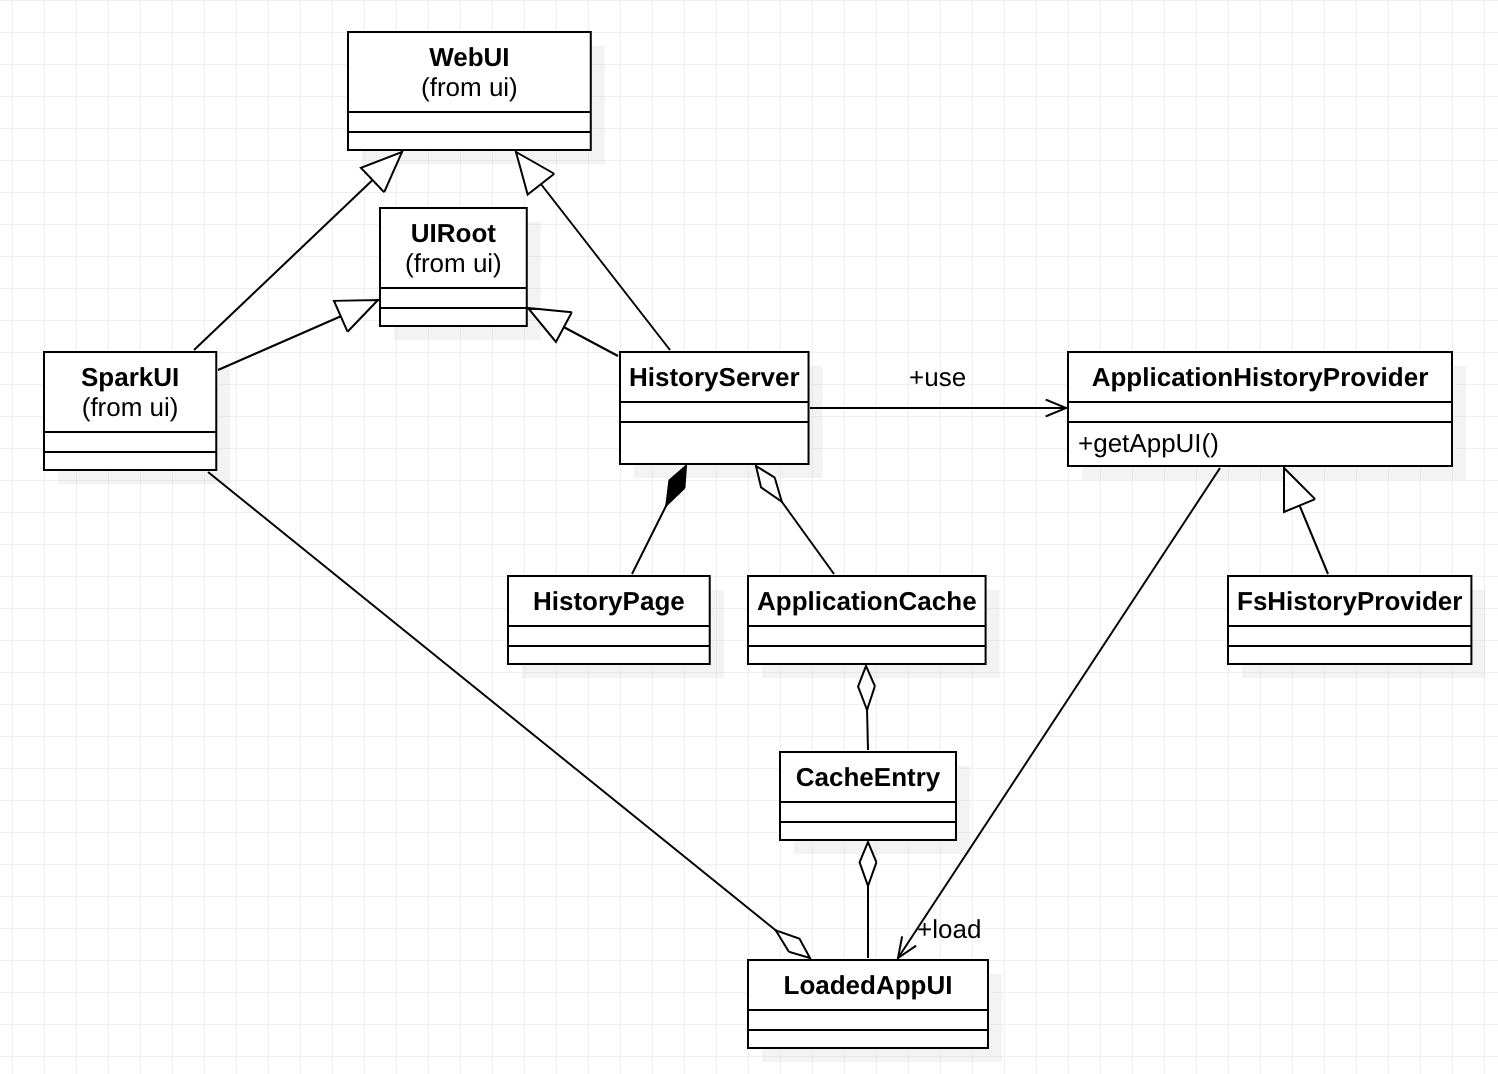 WebUI
(from ui)
UIRoot
(from ui)
SparkUI
(from ui)
HistoryServer
+use
ApplicationHistoryProvider
+getAppUI()
HistoryPage
ApplicationCache
FsHistoryProvider
CacheEntry
+load
LoadedAppUI